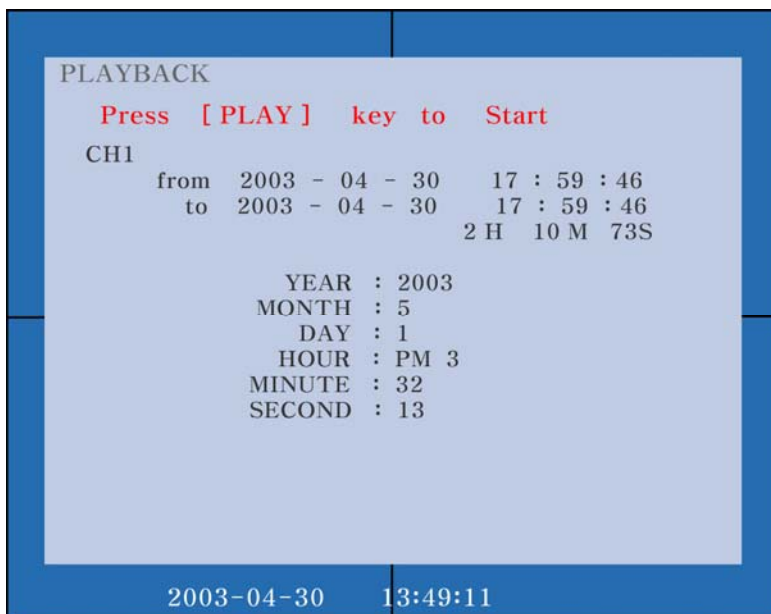 PLAYBACK
Press [ PLAY ] key to Start
CH1
from 2003 - 04 - 30 17 : 59 : 46
to 2003 - 04 - 30 17 : 59 : 46
2 H 10 M 73S
YEAR : 2003
MONTH : 5
DAY : 1
HOUR : PM 3
MINUTE : 32
SECOND : 13
2003-04-30 13:49:11